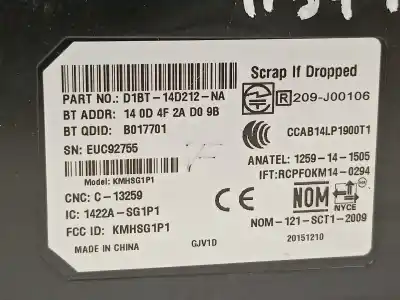 Scrap If Dropped
PART NO.: D1BT-14D212-NA
BT ADDR: 14 0D 4F 2A D0 9B
BT QDID: B017701
SN: EUC92755
Model: KMHSG1P1
CNC: C-13259
IC: 1422A-SG1P1
FCC ID: KMHSG1P1
MADE IN CHINA
GJV1D
R 209-J00106
CCAB14LP1900T1
ANATEL: 1259-14-1505
IFT:RCPFOKM14-0294
CE
NOM
NYCE
NOM-121-SCT1-2009
20151210